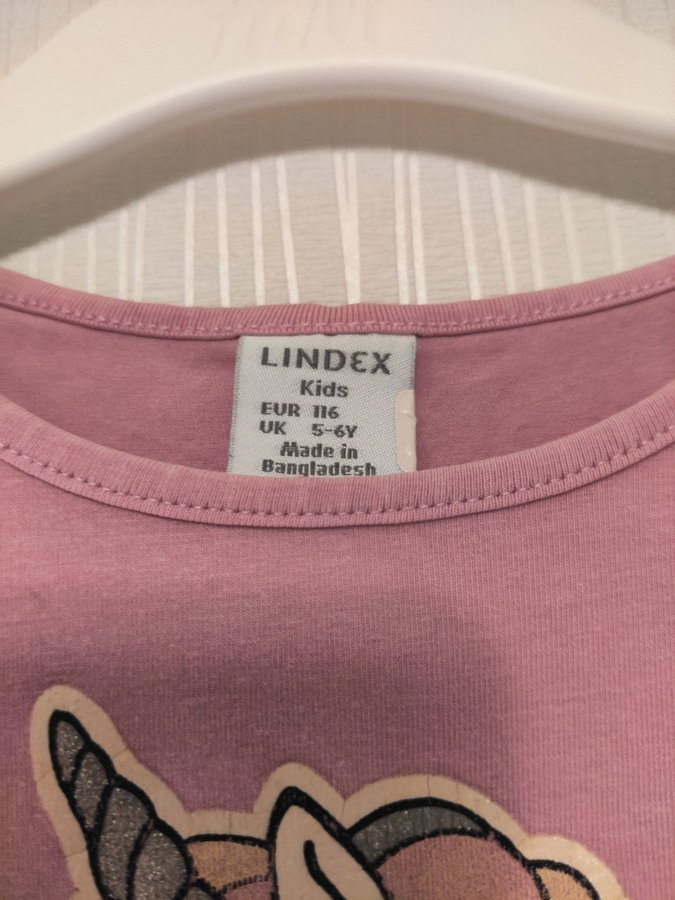 LINDEX
Kids
EUR 116
UK 5-6Y
Made in
Bangladesh